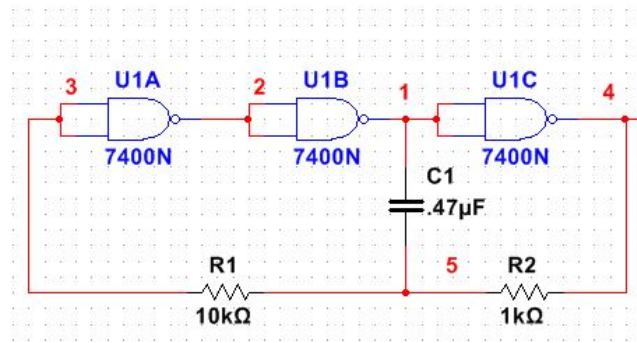 U1A U1B U1C
3 2 1 4
7400N 7400N 7400N
C1
.47µF
5
R1 R2
10kΩ 1kΩ